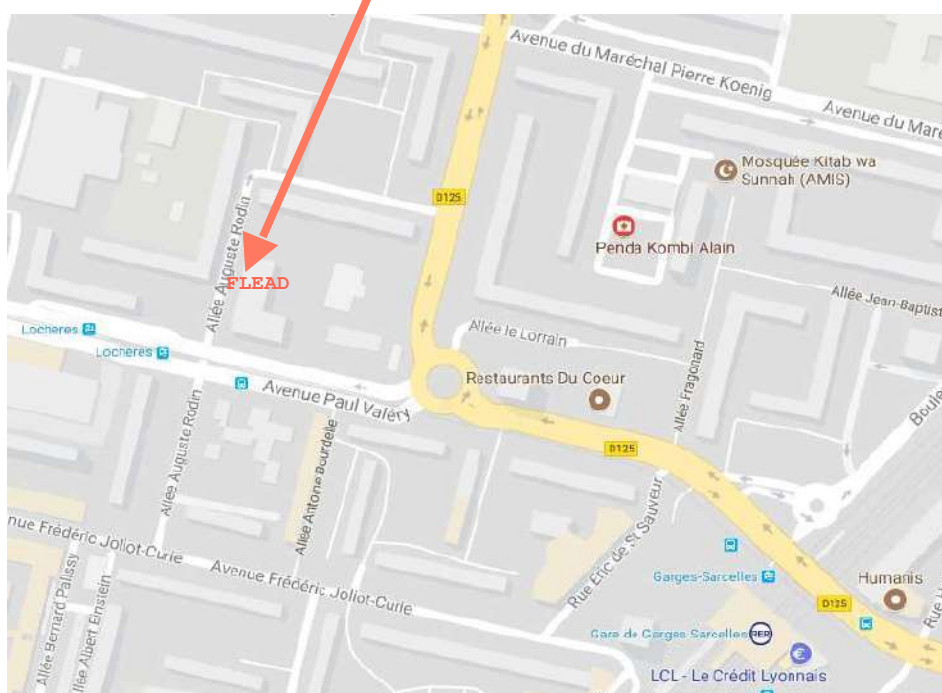 Avenue du Maréchal Pierre Koenig
Avenue du Maré
Mosquée Kitab wa
Sunnah (AMIS)
D125
Penda Kombi Alain
Allée Auguste Rodin
FLEAD
Allée Jean-Baptist
Locheres
Locheres
Allée le Lorrain
Restaurants Du Coeur
Avenue Paul Valéry
Allée Fragonard
Boule
D125
Allée Auguste Rodin
Allée Antoine Bourdelle
Rue Eric de St Sauveur
nue Frédéric Joliot-Curie
Avenue Frédéric Joliot-Curie
Garges-Sarcelles
Humanis
D125
Allée Bernard Palissy
Allée Albert Einstein
Gare de Garges Sarcelles
RER
LCL - Le Crédit Lyonnais